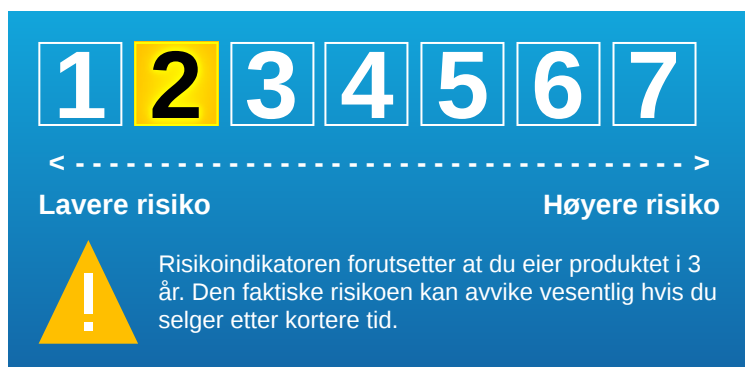 1 2 3 4 5 6 7
< - - - - - - - - - - - - - - - - - - - - - - - - - - - - - - - - - - - - >
Lavere risiko Høyere risiko
!
Risikoindikatoren forutsetter at du eier produktet i 3
år. Den faktiske risikoen kan avvike vesentlig hvis du
selger etter kortere tid.